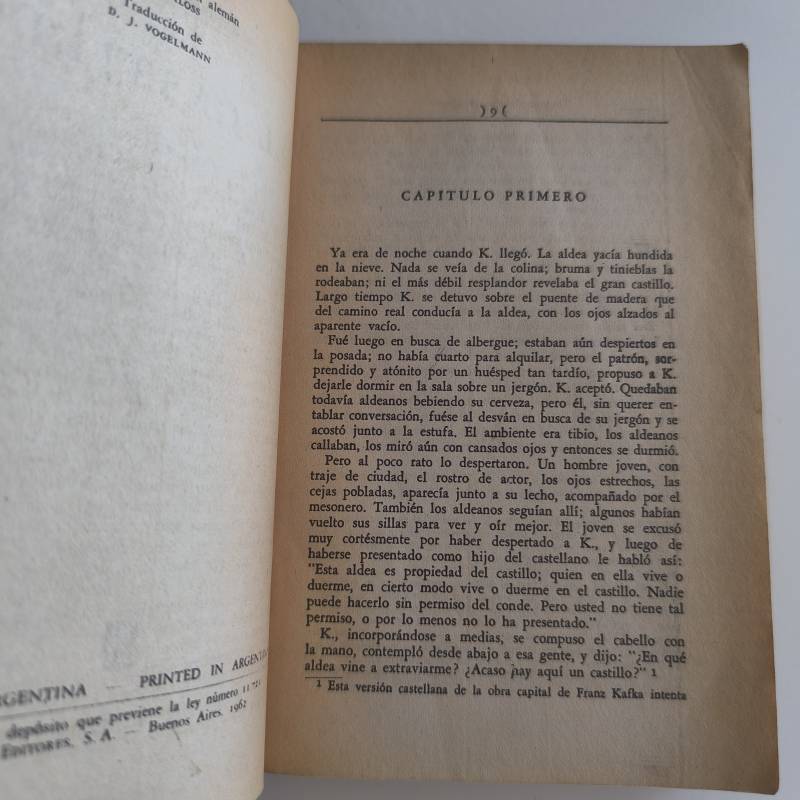 alemán
LOSS
Traducción de
D. J. VOGELMANN
RGENTINA — PRINTED IN ARGENTINA
depósito que previene la ley número
EDITORES, S. A. — Buenos Aires, 1962
) 9 (
CAPITULO PRIMERO
Ya era de noche cuando K. llegó. La aldea yacía hundida
en la nieve. Nada se veía de la colina; bruma y tinieblas la
rodeaban; ni el más débil resplandor revelaba el gran castillo.
Largo tiempo K. se detuvo sobre el puente de madera que
del camino real conducía a la aldea, con los ojos alzados al
aparente vacío.
Fué luego en busca de albergue; estaban aún despiertos en
la posada; no había cuarto para alquilar, pero el patrón, sor-
prendido y atónito por un huésped tan tardío, propuso a K.
dejarle dormir en la sala sobre un jergón. K. aceptó. Quedaban
todavía aldeanos bebiendo su cerveza, pero él, sin querer en-
tablar conversación, fuése al desván en busca de su jergón y se
acostó junto a la estufa. El ambiente era tibio, los aldeanos
callaban, los miró aún con cansados ojos y entonces se durmió.
Pero al poco rato lo despertaron. Un hombre joven, con
traje de ciudad, el rostro de actor, los ojos estrechos, las
cejas pobladas, aparecía junto a su lecho, acompañado por el
mesonero. También los aldeanos seguían allí; algunos habían
vuelto sus sillas para ver y oír mejor. El joven se excusó
muy cortésmente por haber despertado a K., y luego de
haberse presentado como hijo del castellano le habló así:
"Esta aldea es propiedad del castillo; quien en ella vive o
duerme, en cierto modo vive o duerme en el castillo. Nadie
puede hacerlo sin permiso del conde. Pero usted no tiene tal
permiso, o por lo menos no lo ha presentado."
K., incorporándose a medias, se compuso el cabello con
la mano, contempló desde abajo a esa gente, y dijo: "¿En qué
aldea vine a extraviarme? ¿Acaso hay aquí un castillo?" 1
1 Esta versión castellana de la obra capital de Franz Kafka intenta